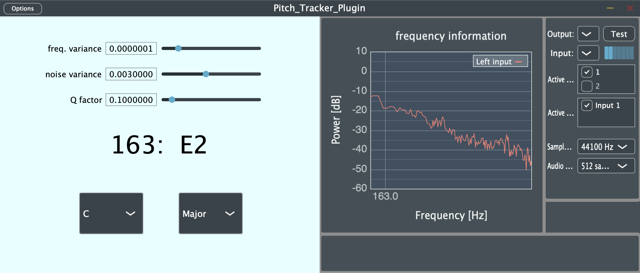 Options
Pitch_Tracker_Plugin
freq. variance 0.0000001
noise variance 0.0030000
Q factor 0.1000000
163: E2
C
Major
frequency information
Left input
Power [dB]
10
0
-10
-20
-30
-40
-50
-60
163.0
Frequency [Hz]
Output:
Test
Input:
Active ...
1
2
Active ...
Input 1
Sampl... 44100 Hz
Audio ... 512 sa...